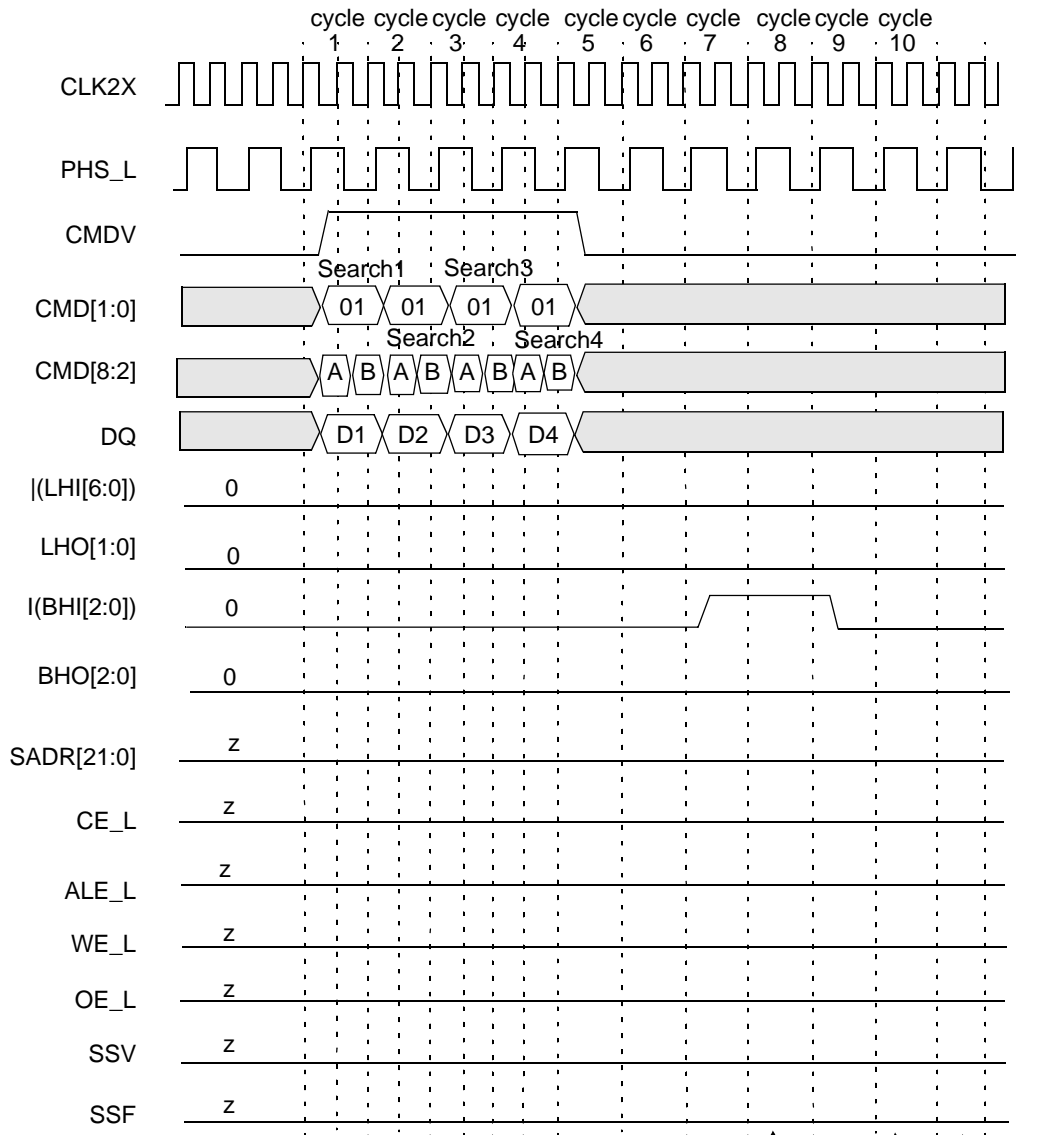 cycle cycle cycle cycle cycle cycle cycle cycle cycle cycle
1 2 3 4 5 6 7 8 9 10
CLK2X
PHS_L
CMDV
Search1 Search3
CMD[1:0] 01 01 01 01
Search2 Search4
CMD[8:2] A B A B A B A B
DQ D1 D2 D3 D4
|(LHI[6:0]) 0
LHO[1:0] 0
I(BHI[2:0]) 0
BHO[2:0] 0
SADR[21:0] z
CE_L z
ALE_L z
WE_L z
OE_L z
SSV z
SSF z